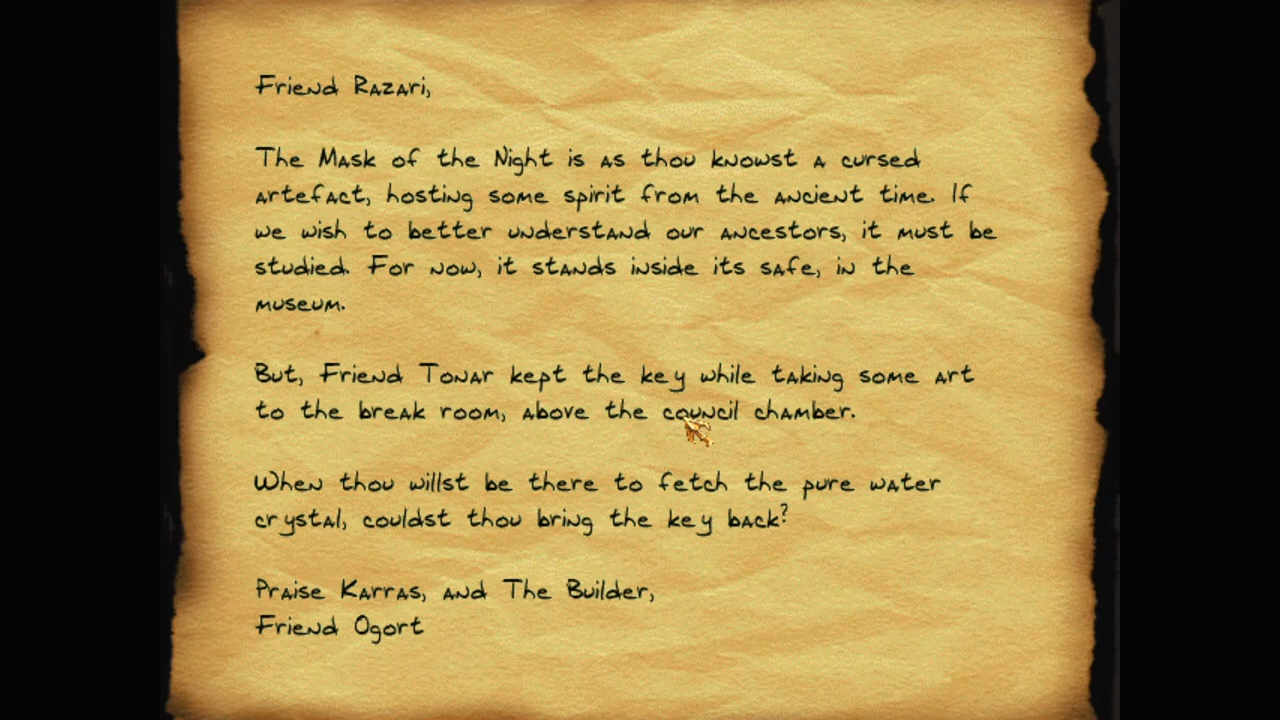 Friend Razari,
The Mask of the Night is as thou knowst a cursed
artefact, hosting some spirit from the ancient time. If
we wish to better understand our ancestors, it must be
studied. For now, it stands inside its safe, in the
museum.
But, Friend Tonar kept the key while taking some art
to the break room, above the council chamber.
When thou willst be there to fetch the pure water
crystal, couldst thou bring the key back?
Praise Karras, and The Builder,
Friend Ogort